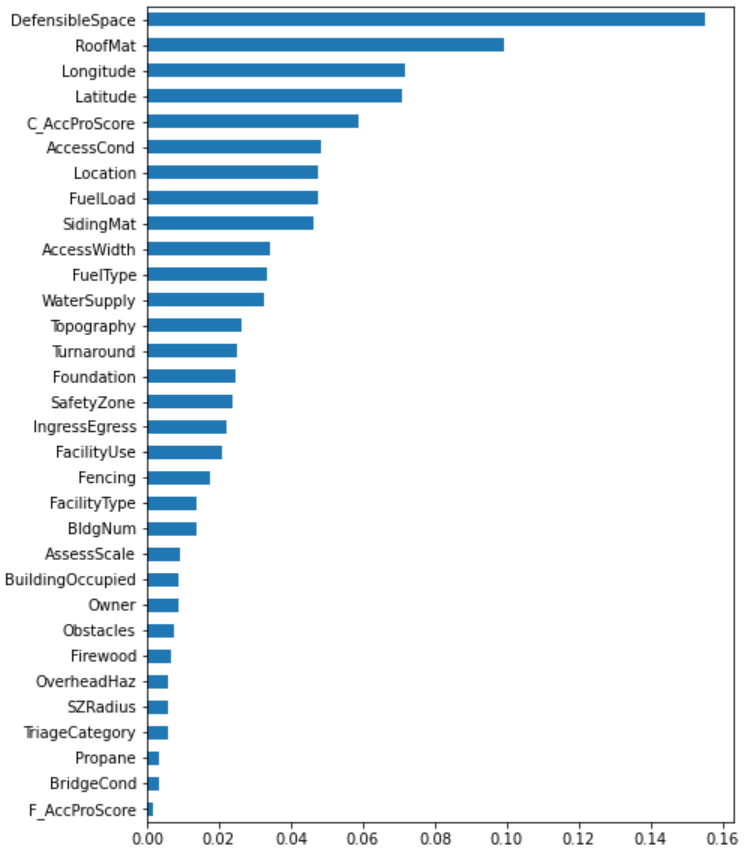 DefensibleSpace
RoofMat
Longitude
Latitude
C_AccProScore
AccessCond
Location
FuelLoad
SidingMat
AccessWidth
FuelType
WaterSupply
Topography
Turnaround
Foundation
SafetyZone
IngressEgress
FacilityUse
Fencing
FacilityType
BldgNum
AssessScale
BuildingOccupied
Owner
Obstacles
Firewood
OverheadHaz
SZRadius
TriageCategory
Propane
BridgeCond
F_AccProScore
0.00 0.02 0.04 0.06 0.08 0.10 0.12 0.14 0.16